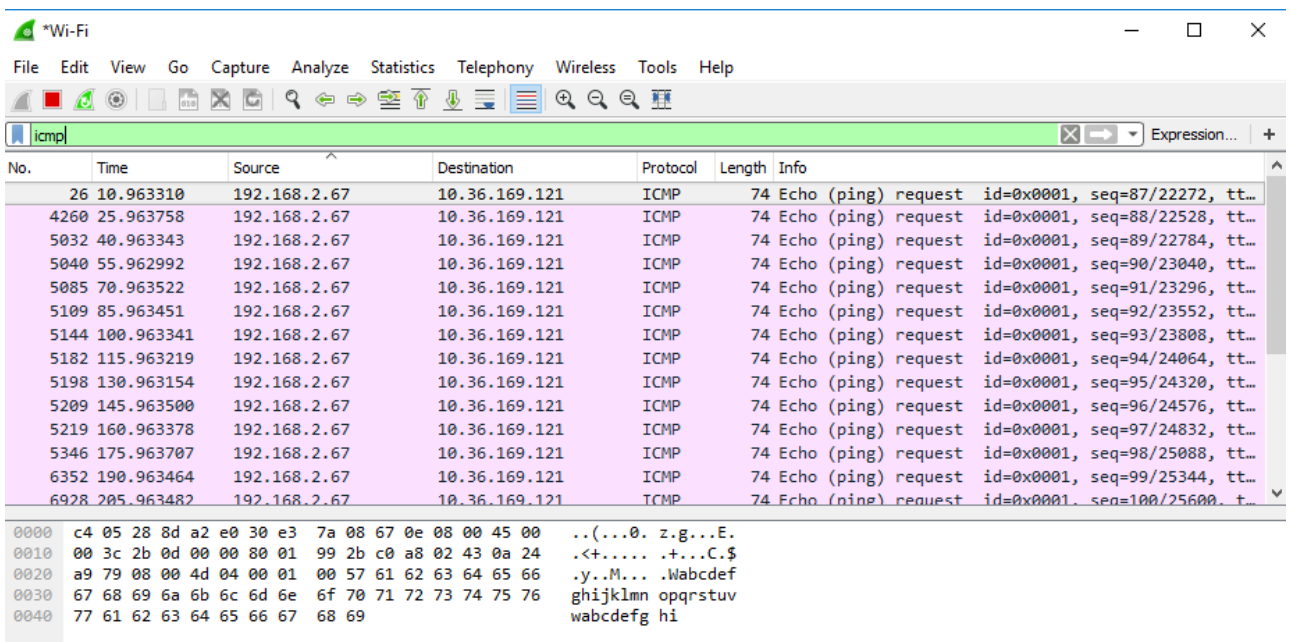 *Wi-Fi
File Edit View Go Capture Analyze Statistics Telephony Wireless Tools Help
icmp Expression... +
No. Time Source Destination Protocol Length Info
26 10.963310 192.168.2.67 10.36.169.121 ICMP 74 Echo (ping) request id=0x0001, seq=87/22272, tt…
4260 25.963758 192.168.2.67 10.36.169.121 ICMP 74 Echo (ping) request id=0x0001, seq=88/22528, tt…
5032 40.963343 192.168.2.67 10.36.169.121 ICMP 74 Echo (ping) request id=0x0001, seq=89/22784, tt…
5040 55.962992 192.168.2.67 10.36.169.121 ICMP 74 Echo (ping) request id=0x0001, seq=90/23040, tt…
5085 70.963522 192.168.2.67 10.36.169.121 ICMP 74 Echo (ping) request id=0x0001, seq=91/23296, tt…
5109 85.963451 192.168.2.67 10.36.169.121 ICMP 74 Echo (ping) request id=0x0001, seq=92/23552, tt…
5144 100.963341 192.168.2.67 10.36.169.121 ICMP 74 Echo (ping) request id=0x0001, seq=93/23808, tt…
5182 115.963219 192.168.2.67 10.36.169.121 ICMP 74 Echo (ping) request id=0x0001, seq=94/24064, tt…
5198 130.963154 192.168.2.67 10.36.169.121 ICMP 74 Echo (ping) request id=0x0001, seq=95/24320, tt…
5209 145.963500 192.168.2.67 10.36.169.121 ICMP 74 Echo (ping) request id=0x0001, seq=96/24576, tt…
5219 160.963378 192.168.2.67 10.36.169.121 ICMP 74 Echo (ping) request id=0x0001, seq=97/24832, tt…
5346 175.963707 192.168.2.67 10.36.169.121 ICMP 74 Echo (ping) request id=0x0001, seq=98/25088, tt…
6352 190.963464 192.168.2.67 10.36.169.121 ICMP 74 Echo (ping) request id=0x0001, seq=99/25344, tt…
6928 205.963482 192.168.2.67 10.36.169.121 ICMP 74 Echo (ping) request id=0x0001, seq=100/25600, t…
0000 c4 05 28 8d a2 e0 30 e3 7a 08 67 0e 08 00 45 00 ..(...0. z.g...E.
0010 00 3c 2b 0d 00 00 80 01 99 2b c0 a8 02 43 0a 24 .<+..... .+...C.$
0020 a9 79 08 00 4d 04 00 01 00 57 61 62 63 64 65 66 .y..M... .Wabcdef
0030 67 68 69 6a 6b 6c 6d 6e 6f 70 71 72 73 74 75 76 ghijklmn opqrstuv
0040 77 61 62 63 64 65 66 67 68 69 wabcdefg hi